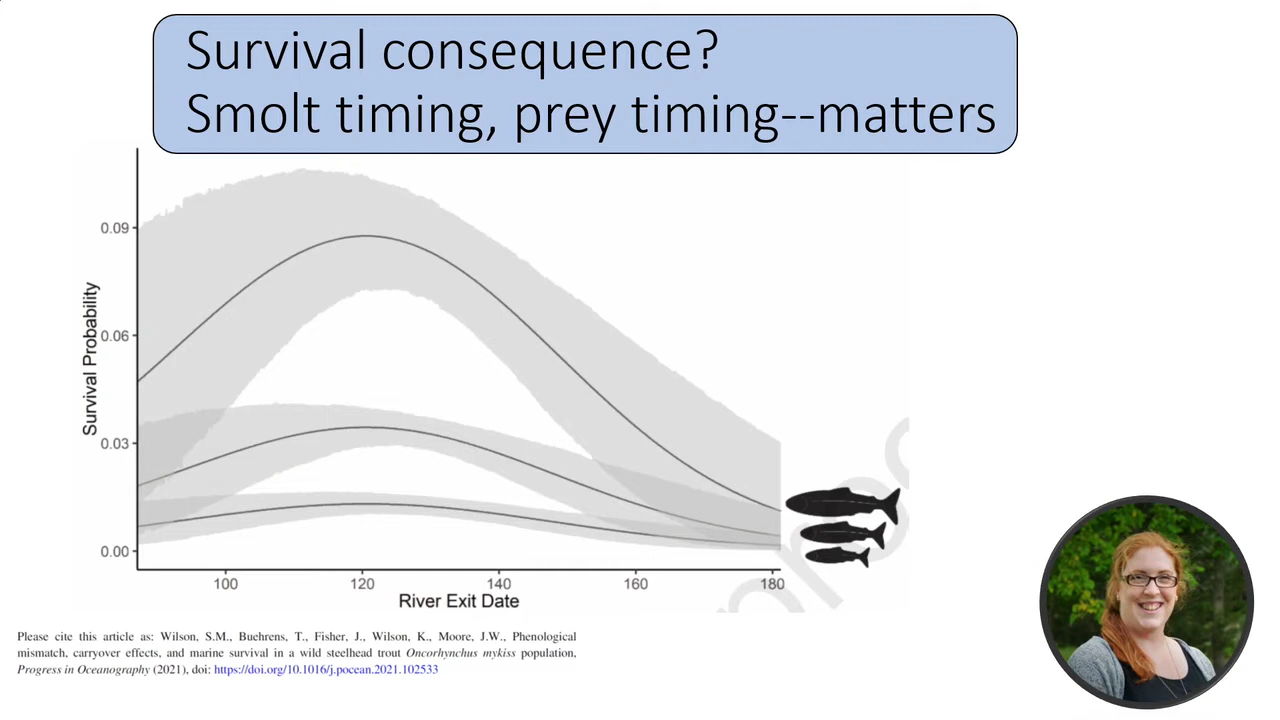 Survival consequence?
Smolt timing, prey timing--matters
0.09
0.06
0.03
0.00
Survival Probability
100 120 140 160 180
River Exit Date
Please cite this article as: Wilson, S.M., Buehrens, T., Fisher, J., Wilson, K., Moore, J.W., Phenological
mismatch, carryover effects, and marine survival in a wild steelhead trout Oncorhynchus mykiss population,
Progress in Oceanography (2021), doi: https://doi.org/10.1016/j.pocean.2021.102533